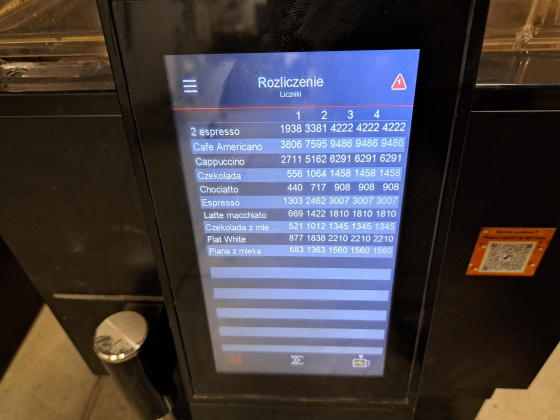 Rozliczenie
Liczniki
1 2 3 4
2 espresso 1938 3381 4222 4222 4222
Cafe Americano 3806 7595 9486 9486 9486
Cappuccino 2711 5162 6291 6291 6291
Czekolada 556 1064 1458 1458 1458
Chociatto 440 717 908 908 908
Espresso 1303 2462 3007 3007 3007
Latte macchiato 669 1422 1810 1810 1810
Czekolada z mle... 521 1012 1345 1345 1345
Flat White 877 1838 2210 2210 2210
Piana z mleka 683 1363 1560 1560 1560